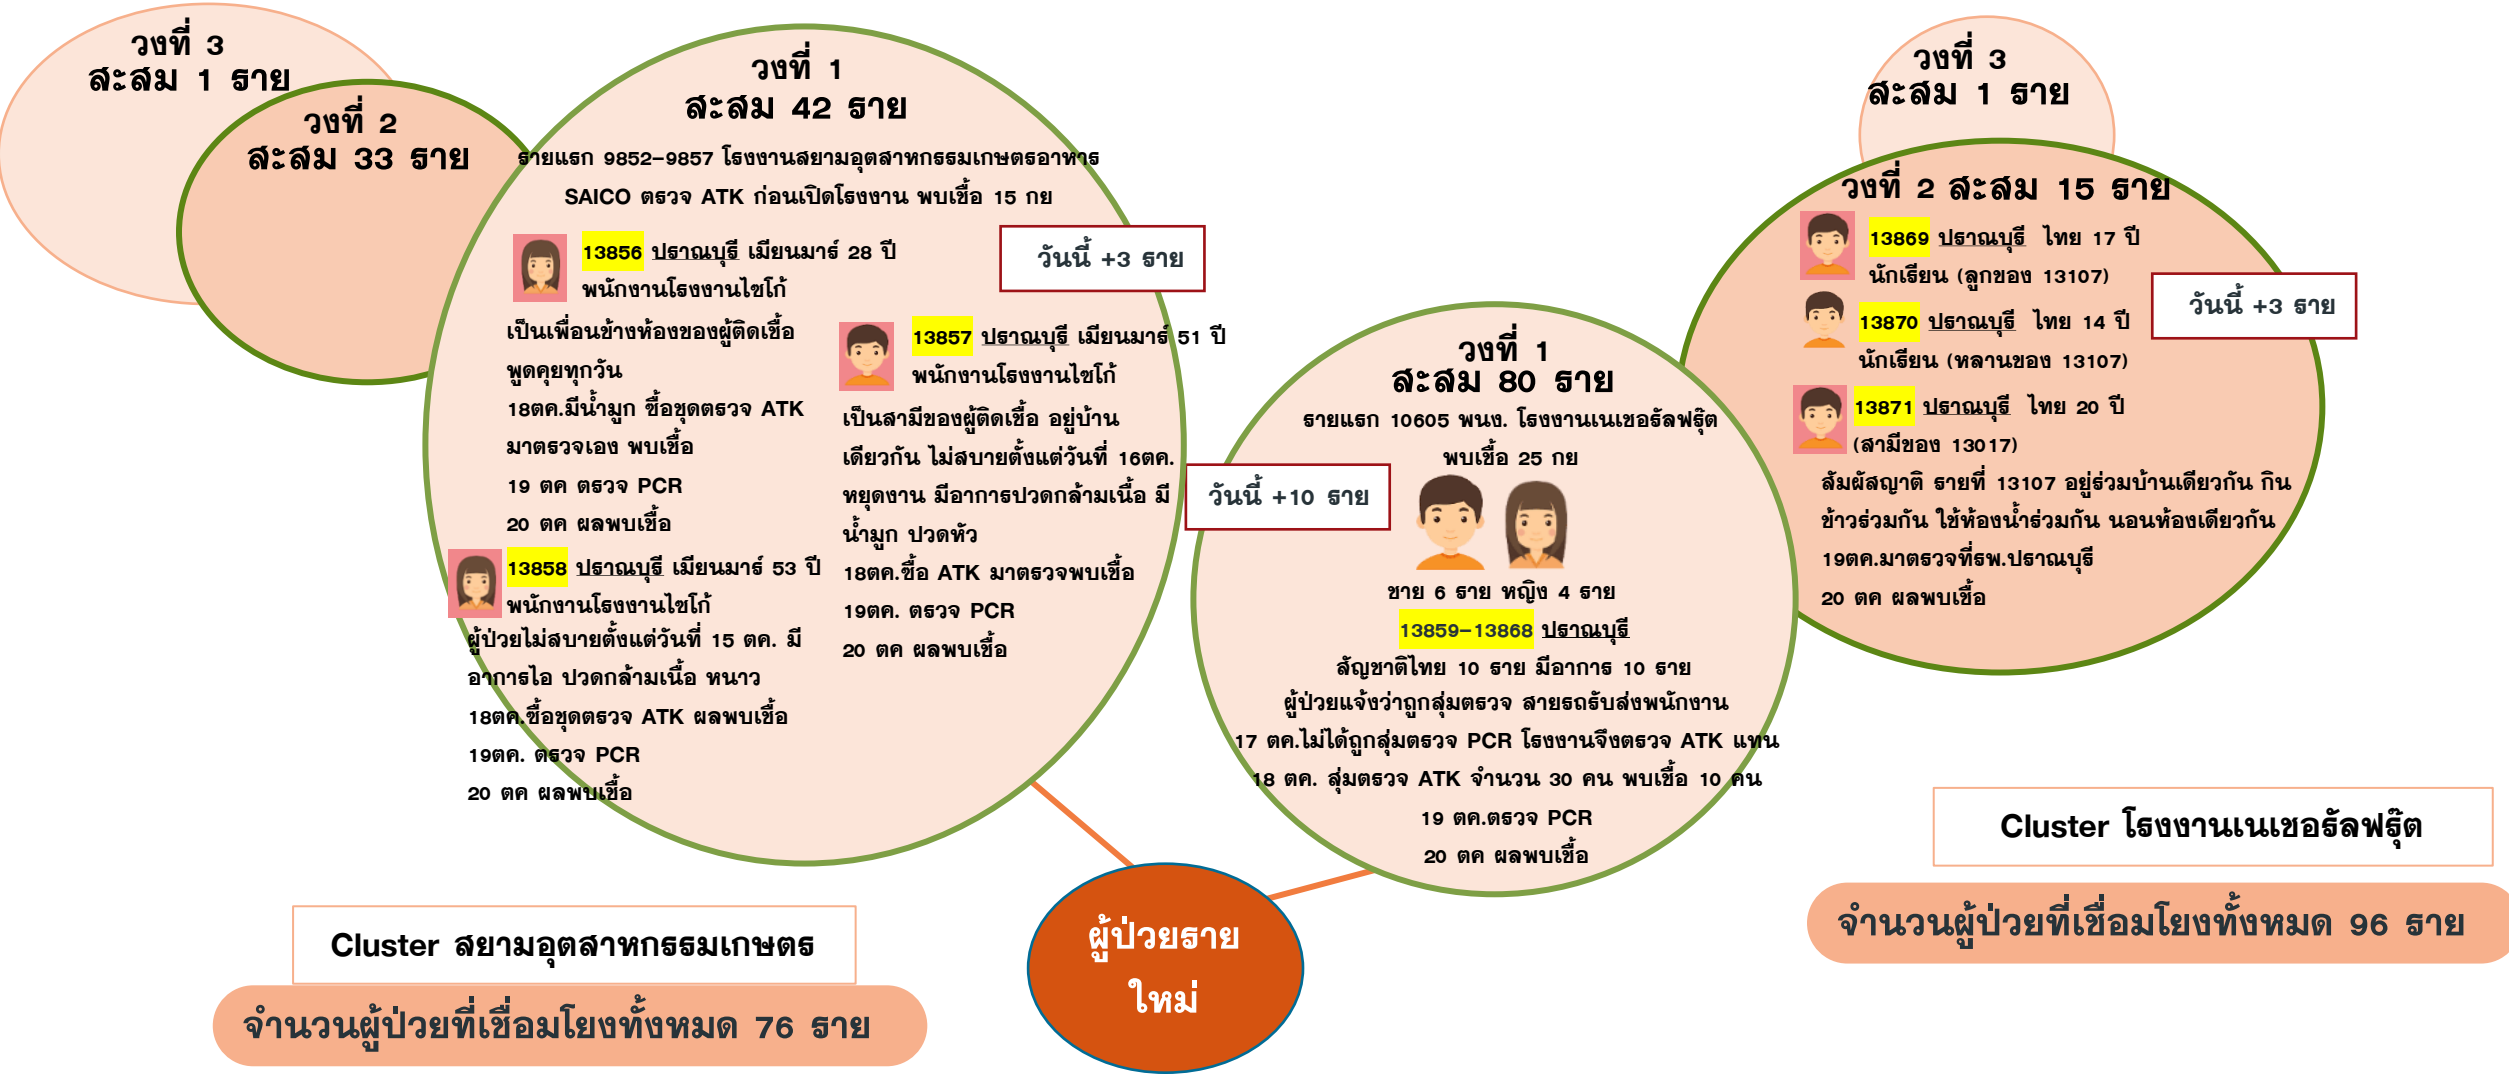 วงที่ 3
สะสม 1 ราย
วงที่ 2
สะสม 33 ราย
วงที่ 1
สะสม 42 ราย
รายแรก 9852-9857 โรงงานสยามอุตสาหกรรมเกษตรอาหาร
SAICO ตรวจ ATK ก่อนเปิดโรงงาน พบเชื้อ 15 กย
วันนี้ +3 ราย
13856 ปราณบุรี เมียนมาร์ 28 ปี
พนักงานโรงงานไซโก้
เป็นเพื่อนข้างห้องของผู้ติดเชื้อ
พูดคุยทุกวัน
18ตค.มีน้ำมูก ซื้อชุดตรวจ ATK
มาตรวจเอง พบเชื้อ
19 ตค ตรวจ PCR
20 ตค ผลพบเชื้อ
13857 ปราณบุรี เมียนมาร์ 51 ปี
พนักงานโรงงานไซโก้
เป็นสามีของผู้ติดเชื้อ อยู่บ้าน
เดียวกัน ไม่สบายตั้งแต่วันที่ 16ตค.
หยุดงาน มีอาการปวดกล้ามเนื้อ มี
น้ำมูก ปวดหัว
18ตค.ซื้อ ATK มาตรวจพบเชื้อ
19ตค. ตรวจ PCR
20 ตค ผลพบเชื้อ
13858 ปราณบุรี เมียนมาร์ 53 ปี
พนักงานโรงงานไซโก้
ผู้ป่วยไม่สบายตั้งแต่วันที่ 15 ตค. มี
อาการไอ ปวดกล้ามเนื้อ หนาว
18ตค.ซื้อชุดตรวจ ATK ผลพบเชื้อ
19ตค. ตรวจ PCR
20 ตค ผลพบเชื้อ
Cluster สยามอุตสาหกรรมเกษตร
จำนวนผู้ป่วยที่เชื่อมโยงทั้งหมด 76 ราย
ผู้ป่วยราย
ใหม่
วงที่ 1
สะสม 80 ราย
รายแรก 10605 พนง. โรงงานเนเชอรัลฟรุ๊ต
พบเชื้อ 25 กย
วันนี้ +10 ราย
ชาย 6 ราย หญิง 4 ราย
13859-13868 ปราณบุรี
สัญชาติไทย 10 ราย มีอาการ 10 ราย
ผู้ป่วยแจ้งว่าถูกสุ่มตรวจ สายรถรับส่งพนักงาน
17 ตค.ไม่ได้ถูกสุ่มตรวจ PCR โรงงานจึงตรวจ ATK แทน
18 ตค. สุ่มตรวจ ATK จำนวน 30 คน พบเชื้อ 10 คน
19 ตค.ตรวจ PCR
20 ตค ผลพบเชื้อ
วงที่ 3
สะสม 1 ราย
วงที่ 2 สะสม 15 ราย
13869 ปราณบุรี ไทย 17 ปี
นักเรียน (ลูกของ 13107)
วันนี้ +3 ราย
13870 ปราณบุรี ไทย 14 ปี
นักเรียน (หลานของ 13107)
13871 ปราณบุรี ไทย 20 ปี
(สามีของ 13017)
สัมผัสญาติ รายที่ 13107 อยู่ร่วมบ้านเดียวกัน กิน
ข้าวร่วมกัน ใช้ห้องน้ำร่วมกัน นอนห้องเดียวกัน
19ตค.มาตรวจที่รพ.ปราณบุรี
20 ตค ผลพบเชื้อ
Cluster โรงงานเนเชอรัลฟรุ๊ต
จำนวนผู้ป่วยที่เชื่อมโยงทั้งหมด 96 ราย